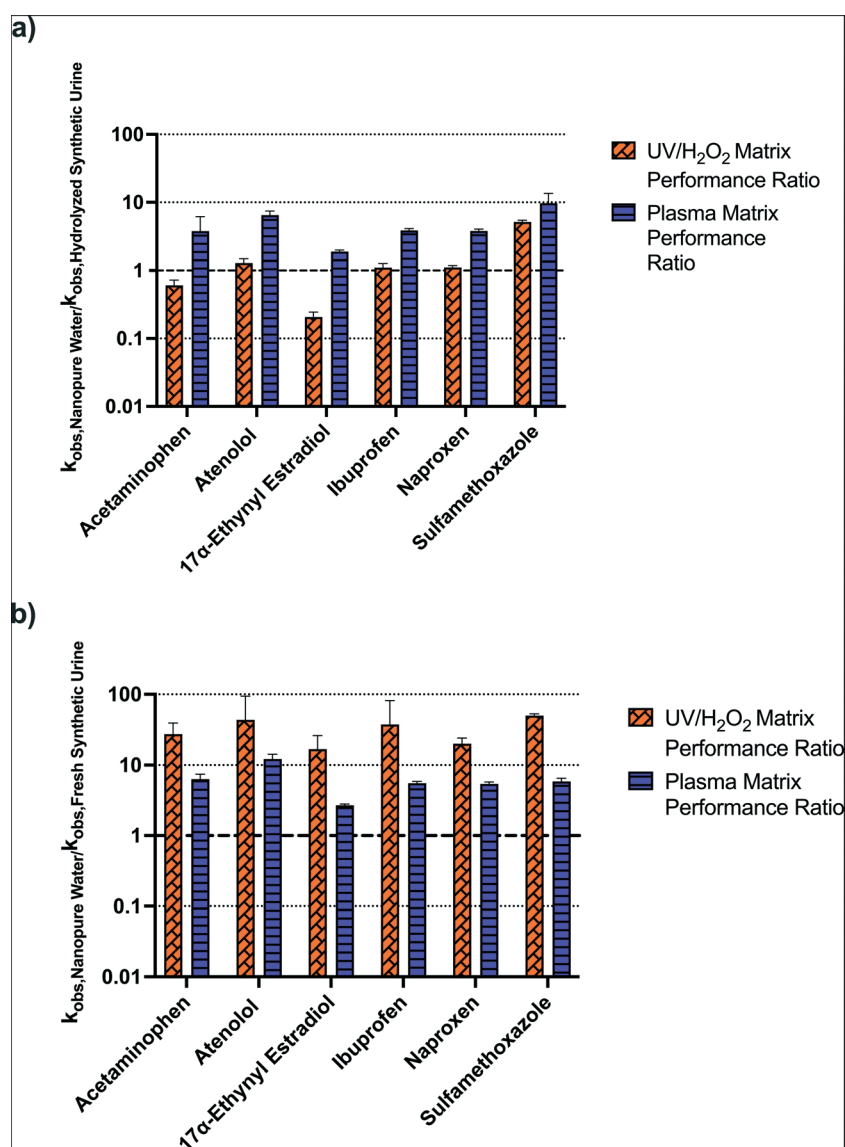 a)
k_obs,Nanopure Water/k_obs,Hydrolyzed Synthetic Urine
100
10
1
0.1
0.01
Acetaminophen
Atenolol
17α-Ethynyl Estradiol
Ibuprofen
Naproxen
Sulfamethoxazole
UV/H₂O₂ Matrix
Performance Ratio
Plasma Matrix
Performance
Ratio
b)
k_obs,Nanopure Water/k_obs,Fresh Synthetic Urine
100
10
1
0.1
0.01
Acetaminophen
Atenolol
17α-Ethynyl Estradiol
Ibuprofen
Naproxen
Sulfamethoxazole
UV/H₂O₂ Matrix
Performance Ratio
Plasma Matrix
Performance Ratio